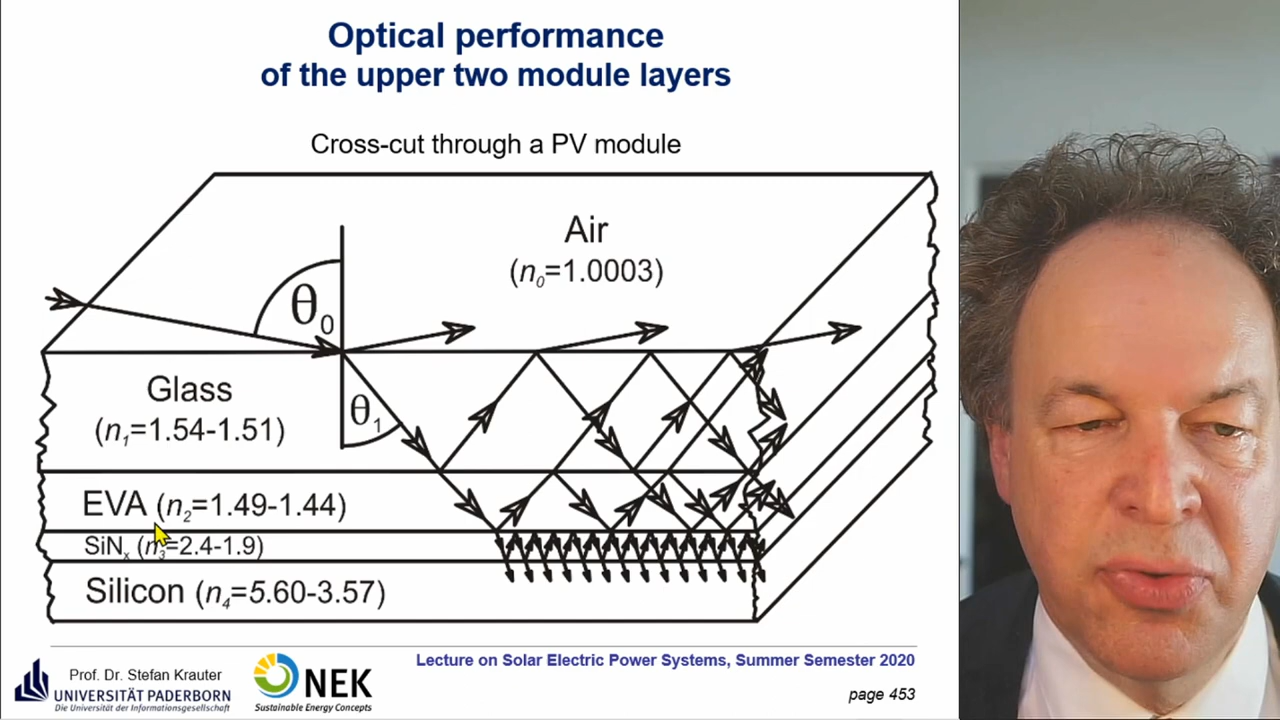 Optical performance
of the upper two module layers
Cross-cut through a PV module
Air
(n₀=1.0003)
θ₀
Glass
(n₁=1.54-1.51)
θ₁
EVA (n₂=1.49-1.44)
SiNₓ (n₃=2.4-1.9)
Silicon (n₄=5.60-3.57)
Lecture on Solar Electric Power Systems, Summer Semester 2020
Prof. Dr. Stefan Krauter
UNIVERSITÄT PADERBORN
Die Universität der Informationsgesellschaft
NEK
Sustainable Energy Concepts
page 453